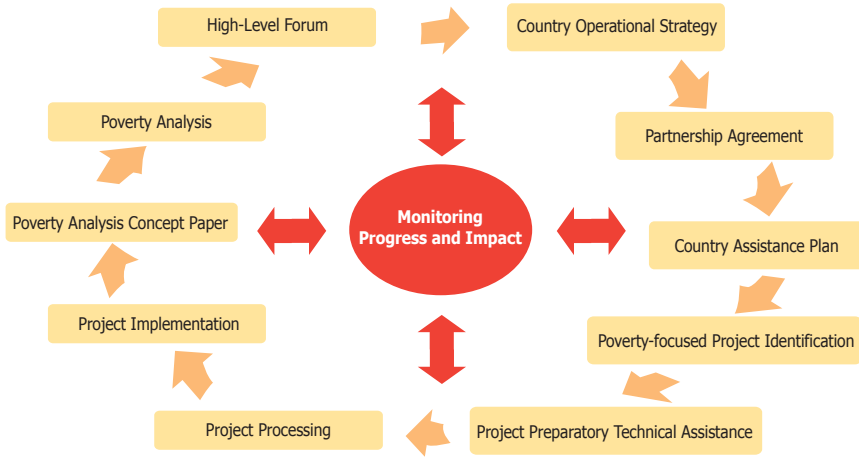 High-Level Forum
Country Operational Strategy
Poverty Analysis
Partnership Agreement
Poverty Analysis Concept Paper
Monitoring
Progress and Impact
Country Assistance Plan
Project Implementation
Poverty-focused Project Identification
Project Processing
Project Preparatory Technical Assistance